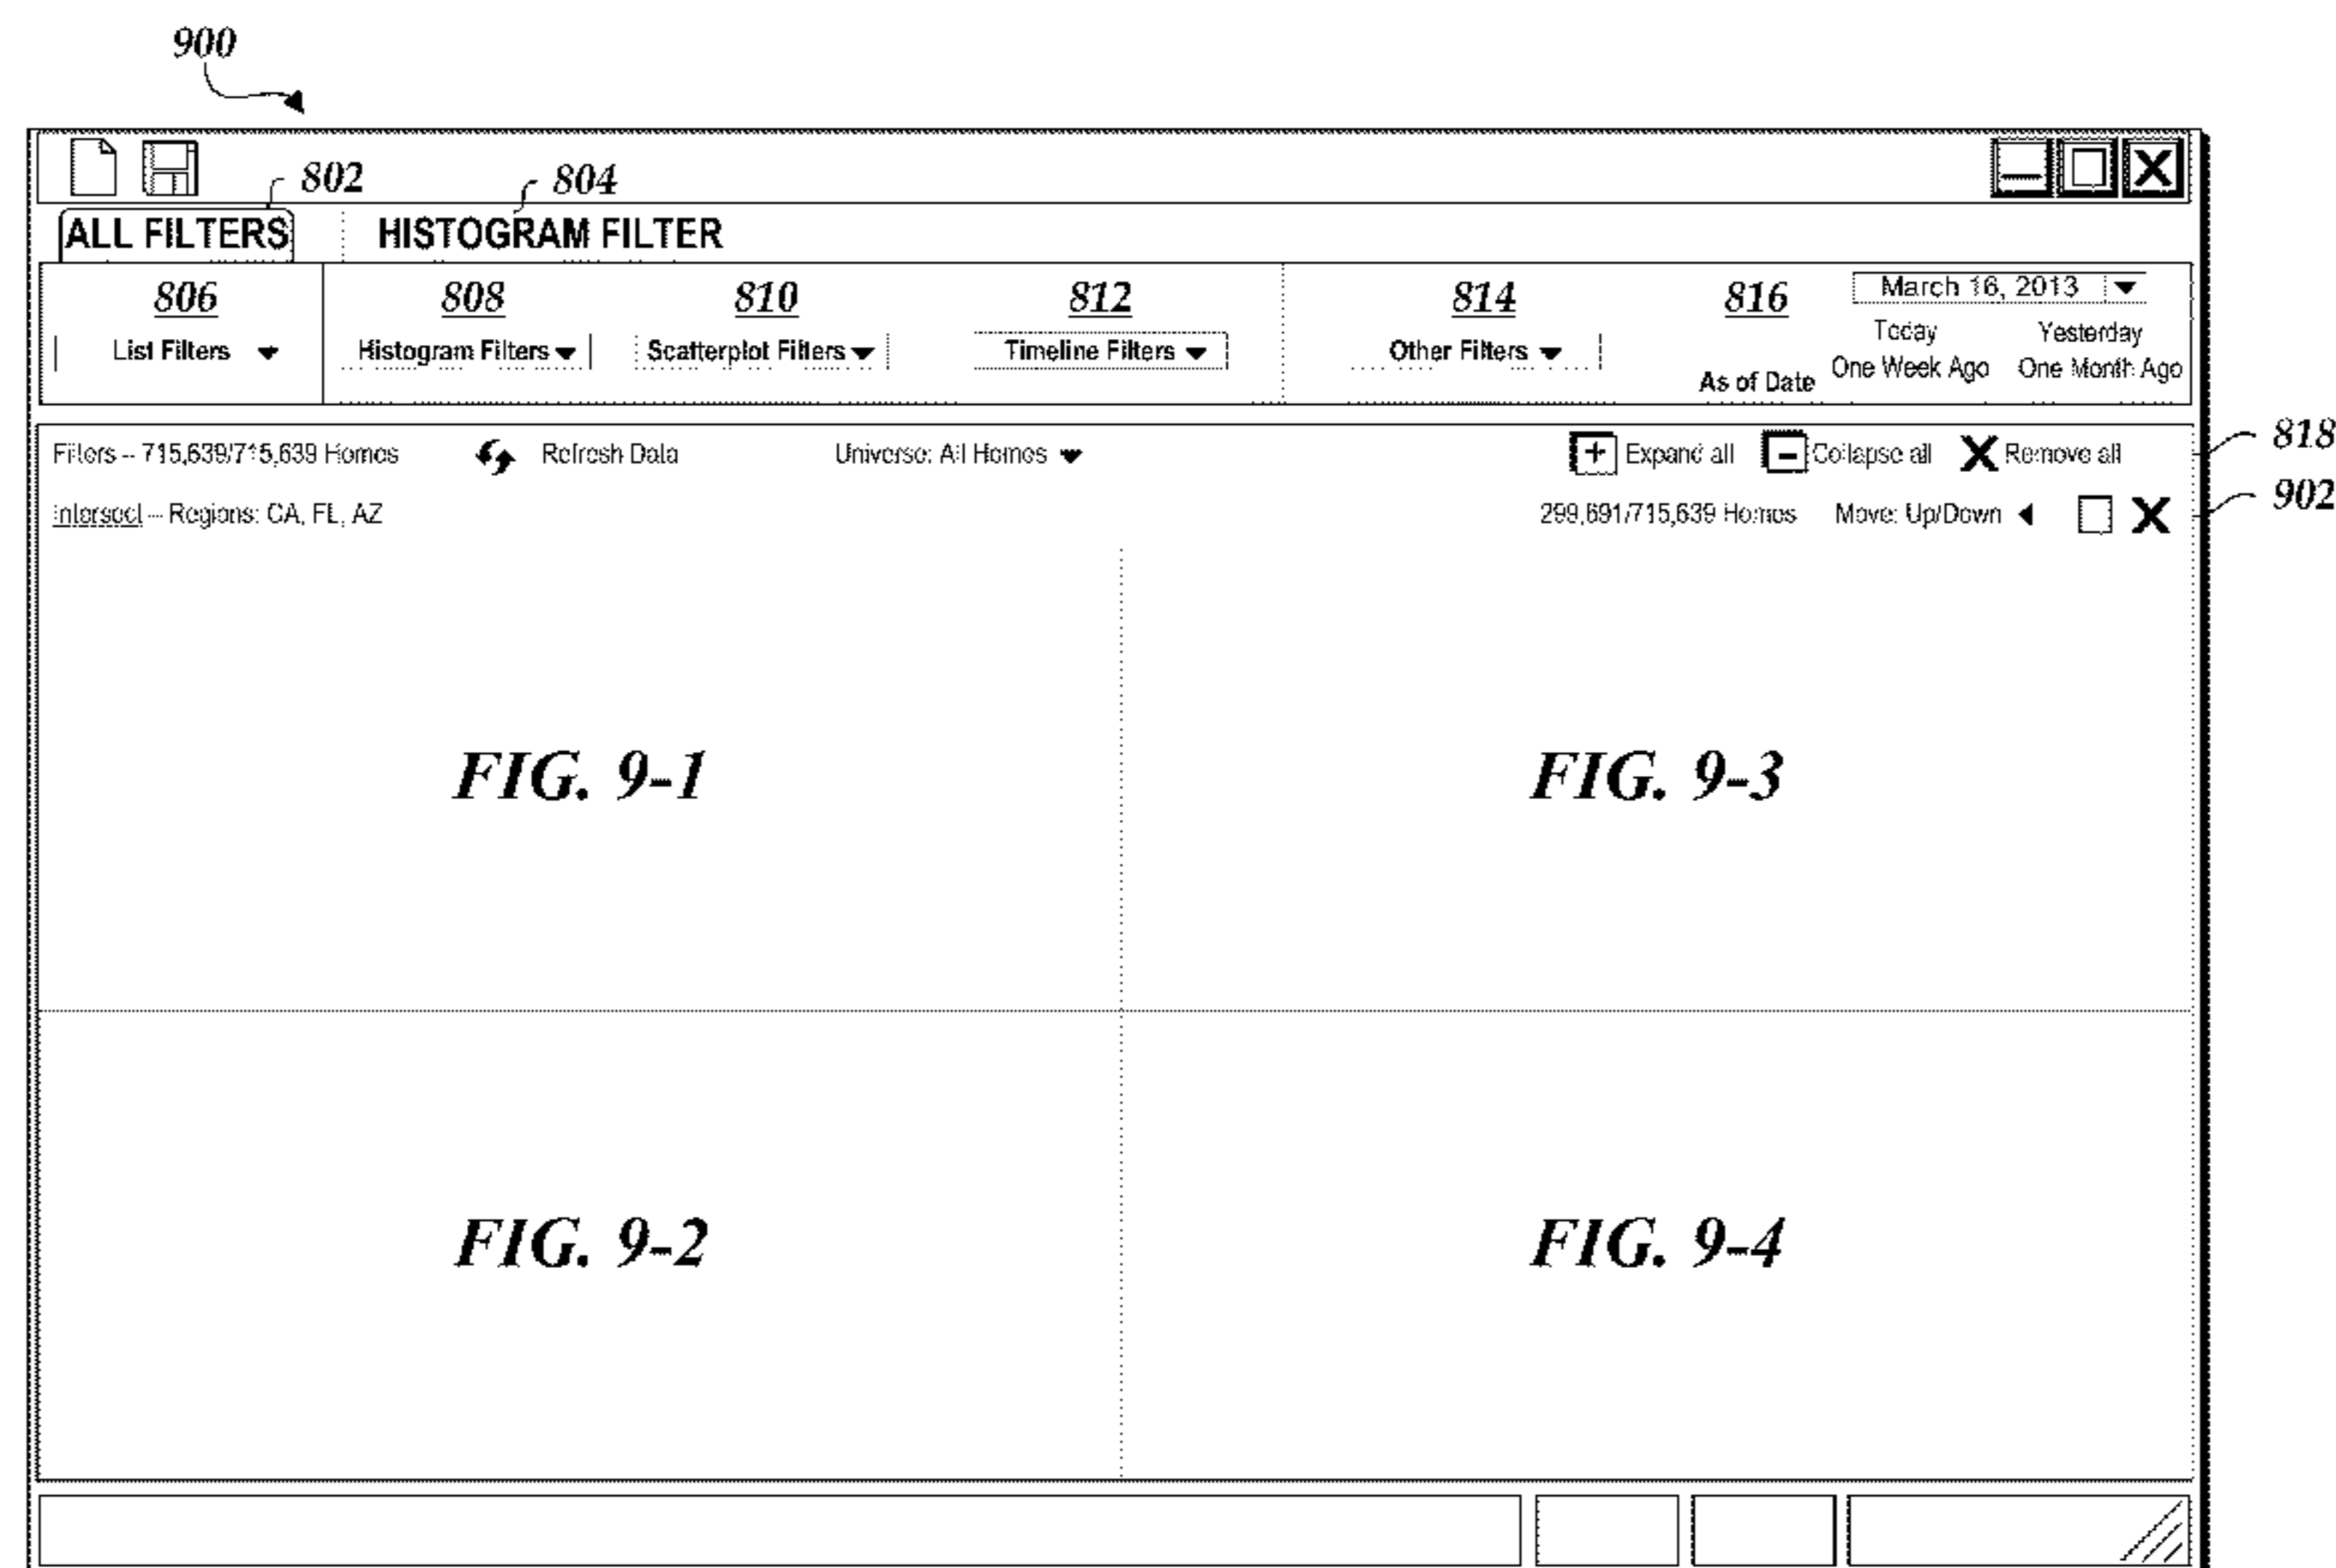 900
802
804
ALL FILTERS HISTOGRAM FILTER
806 808 810 812 814 816 March 16, 2013
List Filters Histogram Filters Scatterplot Filters Timeline Filters Other Filters As of Date
Today Yesterday
One Week Ago One Month Ago
Filters -- 715,639/715,639 Homes Refresh Data Universe: All Homes + Expand all - Collapse all X Remove all 818
Intersect -- Regions: CA, FL, AZ 299,691/715,639 Homes Move: Up/Down X 902
FIG. 9-1 FIG. 9-3
FIG. 9-2 FIG. 9-4